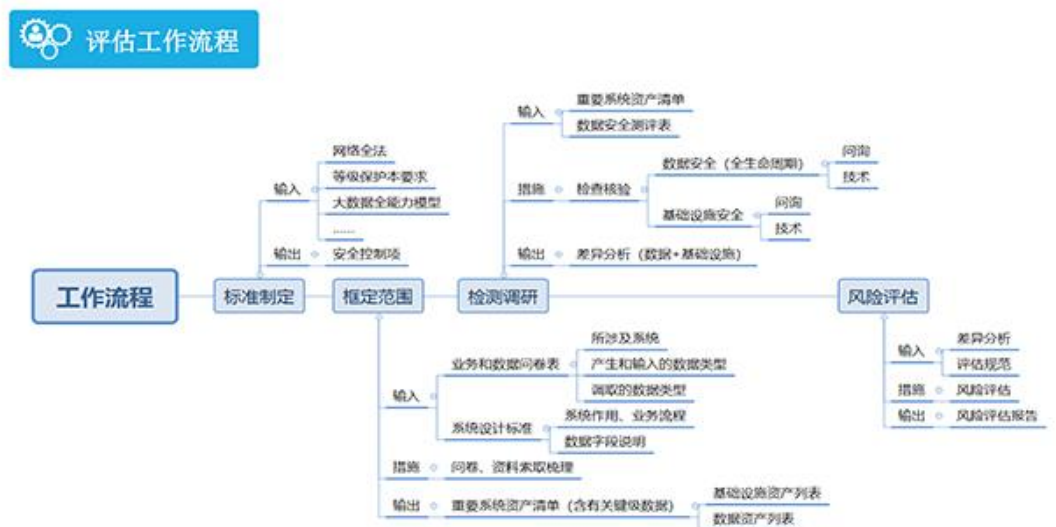 评估工作流程
工作流程
标准制定
输入
网络全法
等级保护本要求
大数据全能力模型
......
输出
安全控制项
框定范围
输入
业务和数据问卷表
所涉及系统
产生和输入的数据类型
调取的数据类型
系统设计标准
系统作用、业务流程
数据字段说明
措施
问卷、资料索取梳理
输出
重要系统资产清单（含有关键级数据）
基础设施资产列表
数据资产列表
检测调研
输入
重要系统资产清单
数据安全测评表
措施
检查核验
数据安全（全生命周期）
问询
技术
基础设施安全
问询
技术
输出
差异分析（数据+基础设施）
风险评估
输入
差异分析
评估规范
措施
风险评估
输出
风险评估报告